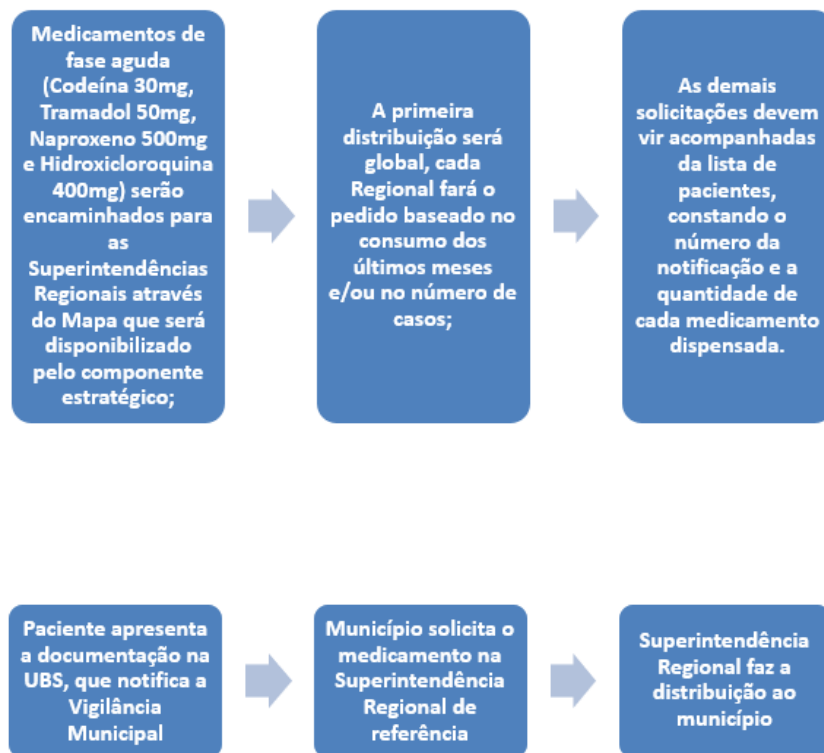 Medicamentos de
fase aguda
(Codeína 30mg,
Tramadol 50mg,
Naproxeno 500mg
e Hidroxicloroquina
400mg) serão
encaminhados para
as
Superintendências
Regionais através
do Mapa que será
disponibilizado
pelo componente
estratégico;
A primeira
distribuição será
global, cada
Regional fará o
pedido baseado no
consumo dos
últimos meses
e/ou no número de
casos;
As demais
solicitações devem
vir acompanhadas
da lista de
pacientes,
constando o
número da
notificação e a
quantidade de
cada medicamento
dispensada.
Paciente apresenta
a documentação na
UBS, que notifica a
Vigilância
Municipal
Município solicita o
medicamento na
Superintendência
Regional de
referência
Superintendência
Regional faz a
distribuição ao
município